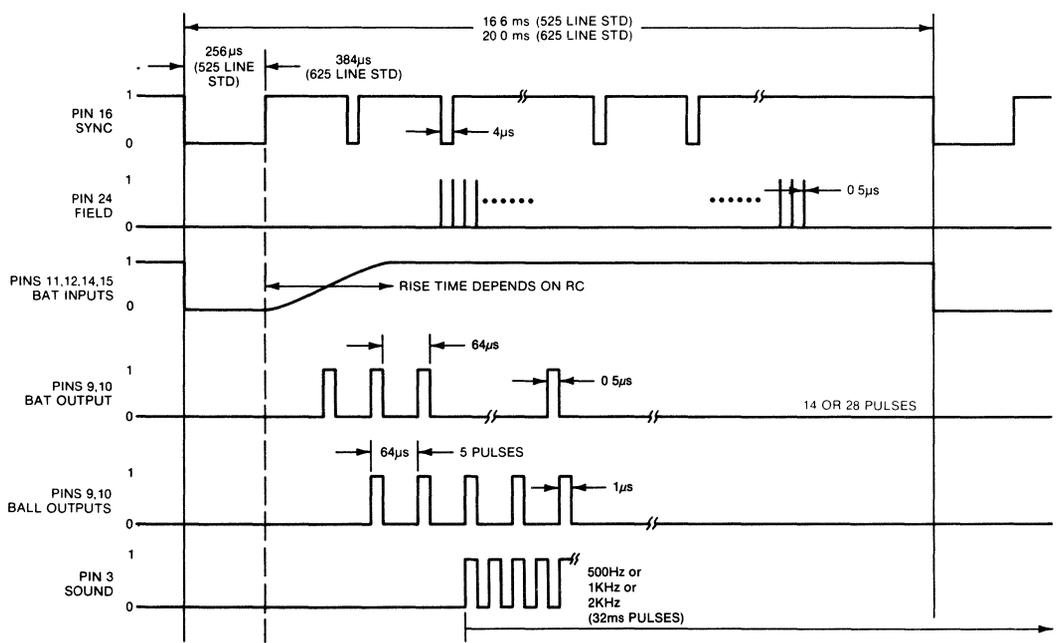 16 6 ms (525 LINE STD)
20 0 ms (625 LINE STD)
256µs
(525 LINE
STD)
384µs
(625 LINE STD)
PIN 16
SYNC
1
0
4µs
PIN 24
FIELD
1
0
0 5µs
PINS 11,12,14,15
BAT INPUTS
1
0
RISE TIME DEPENDS ON RC
64µs
PINS 9,10
BAT OUTPUT
1
0
0 5µs
14 OR 28 PULSES
64µs
5 PULSES
PINS 9,10
BALL OUTPUTS
1
0
1µs
PIN 3
SOUND
1
0
500Hz or
1KHz or
2KHz
(32ms PULSES)